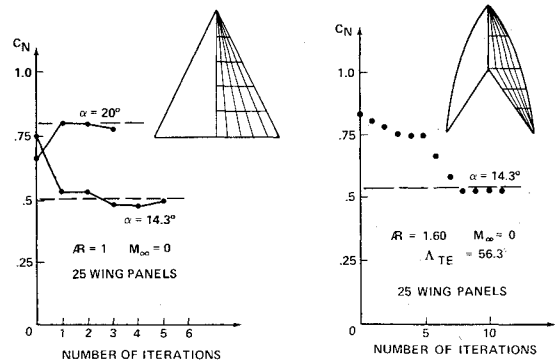 C_N
1.0
.75
.5
.25
0
α = 20°
α = 14.3°
Æ = 1 M∞ = 0
25 WING PANELS
0 1 2 3 4 5 6
NUMBER OF ITERATIONS
C_N
1.0
.75
.5
.25
0
α = 14.3°
Æ = 1.60 M∞ = 0
Λ_TE = 56.3°
25 WING PANELS
5 10
NUMBER OF ITERATIONS